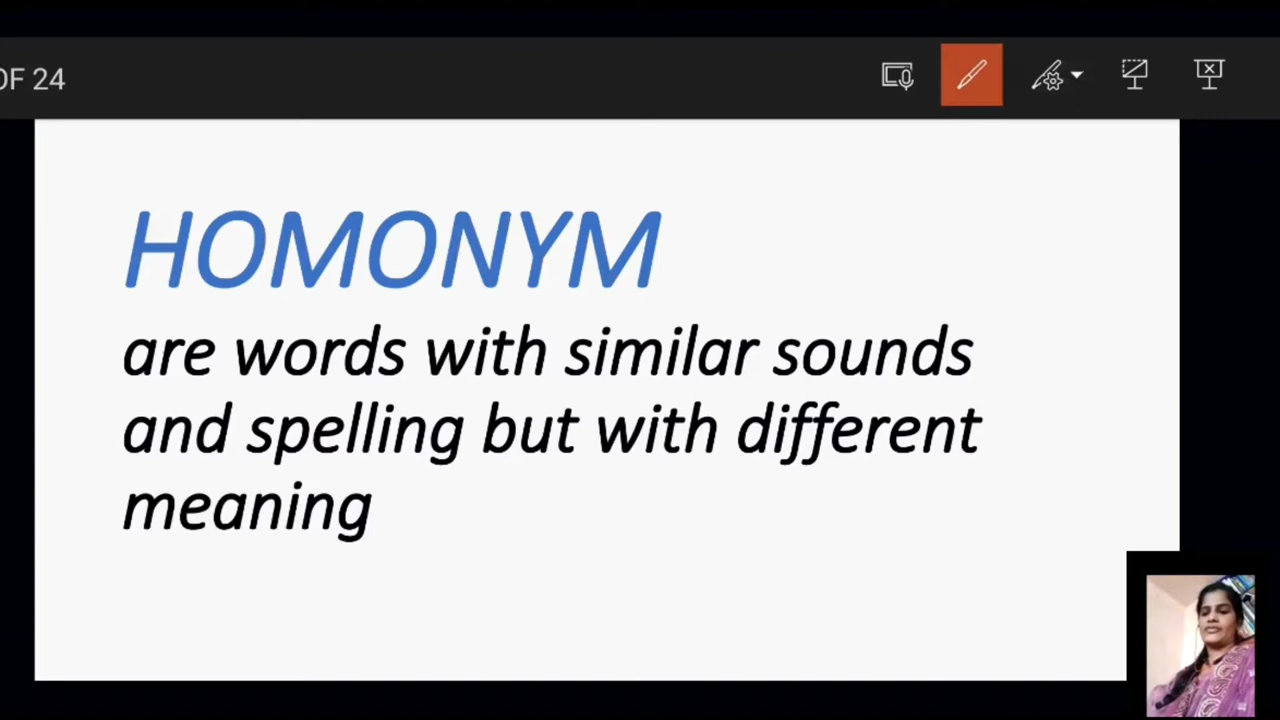 OF 24
HOMONYM
are words with similar sounds
and spelling but with different
meaning